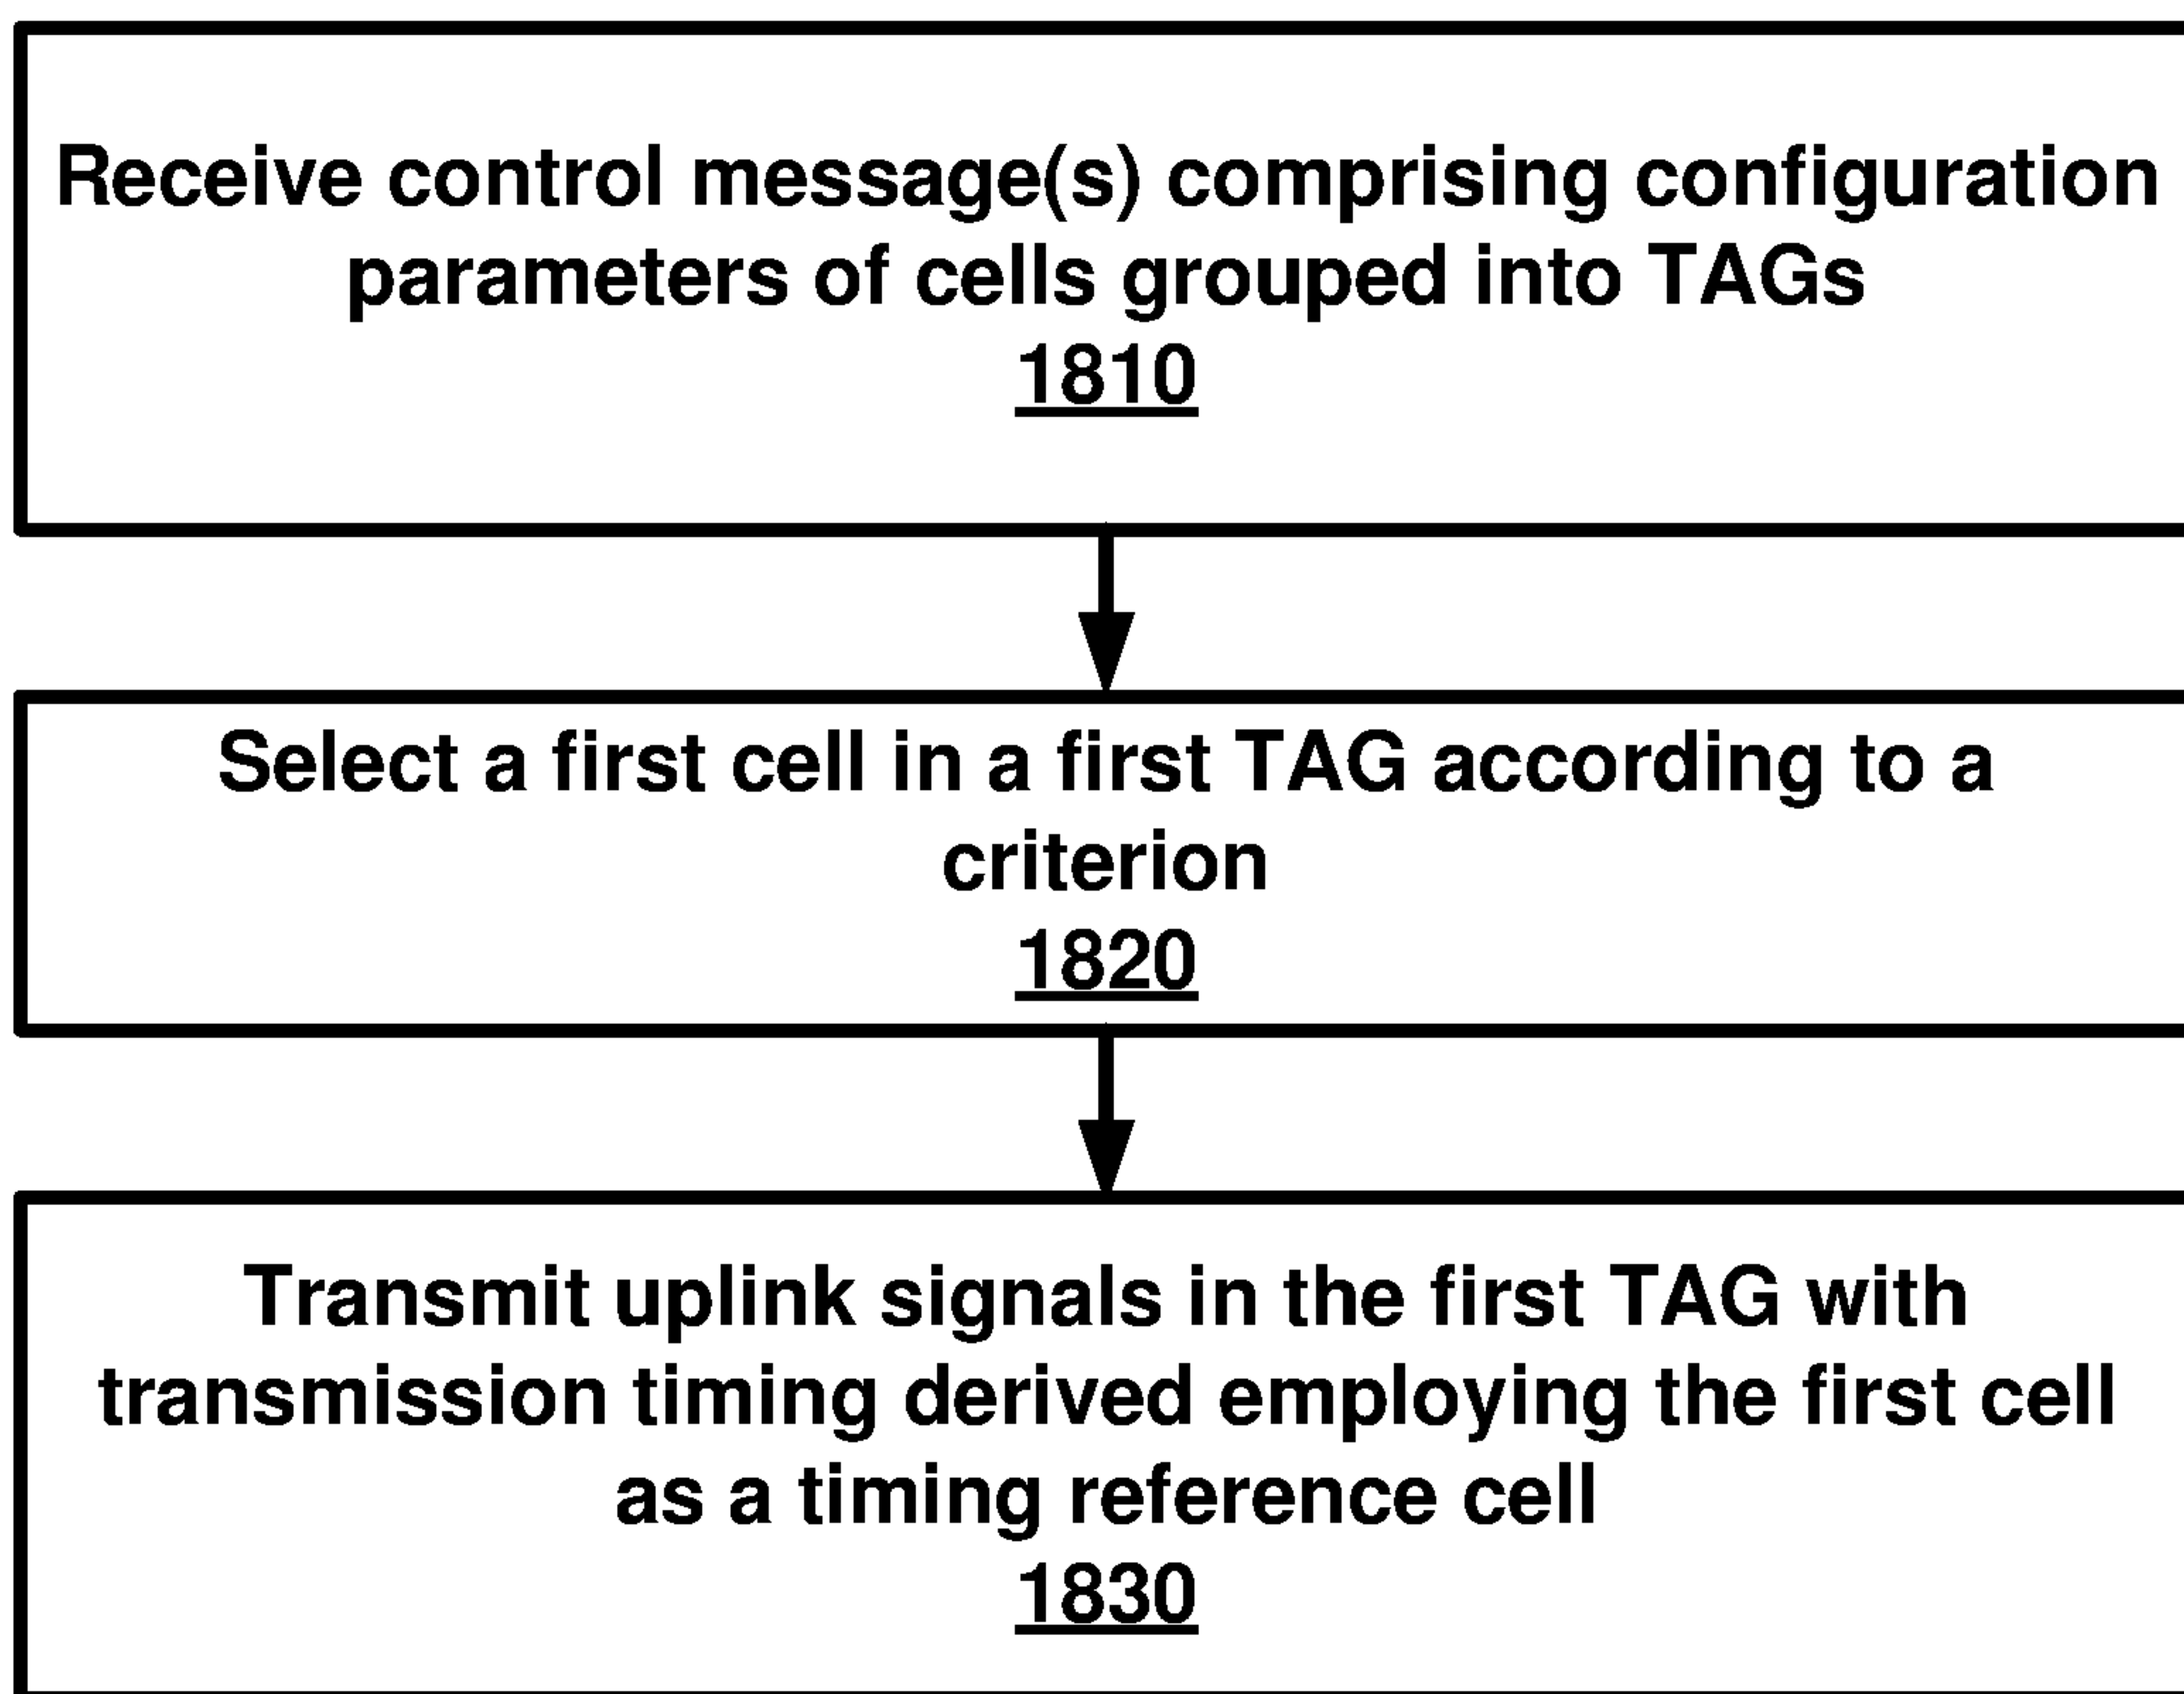 Receive control message(s) comprising configuration
parameters of cells grouped into TAGs
1810
Select a first cell in a first TAG according to a
criterion
1820
Transmit uplink signals in the first TAG with
transmission timing derived employing the first cell
as a timing reference cell
1830